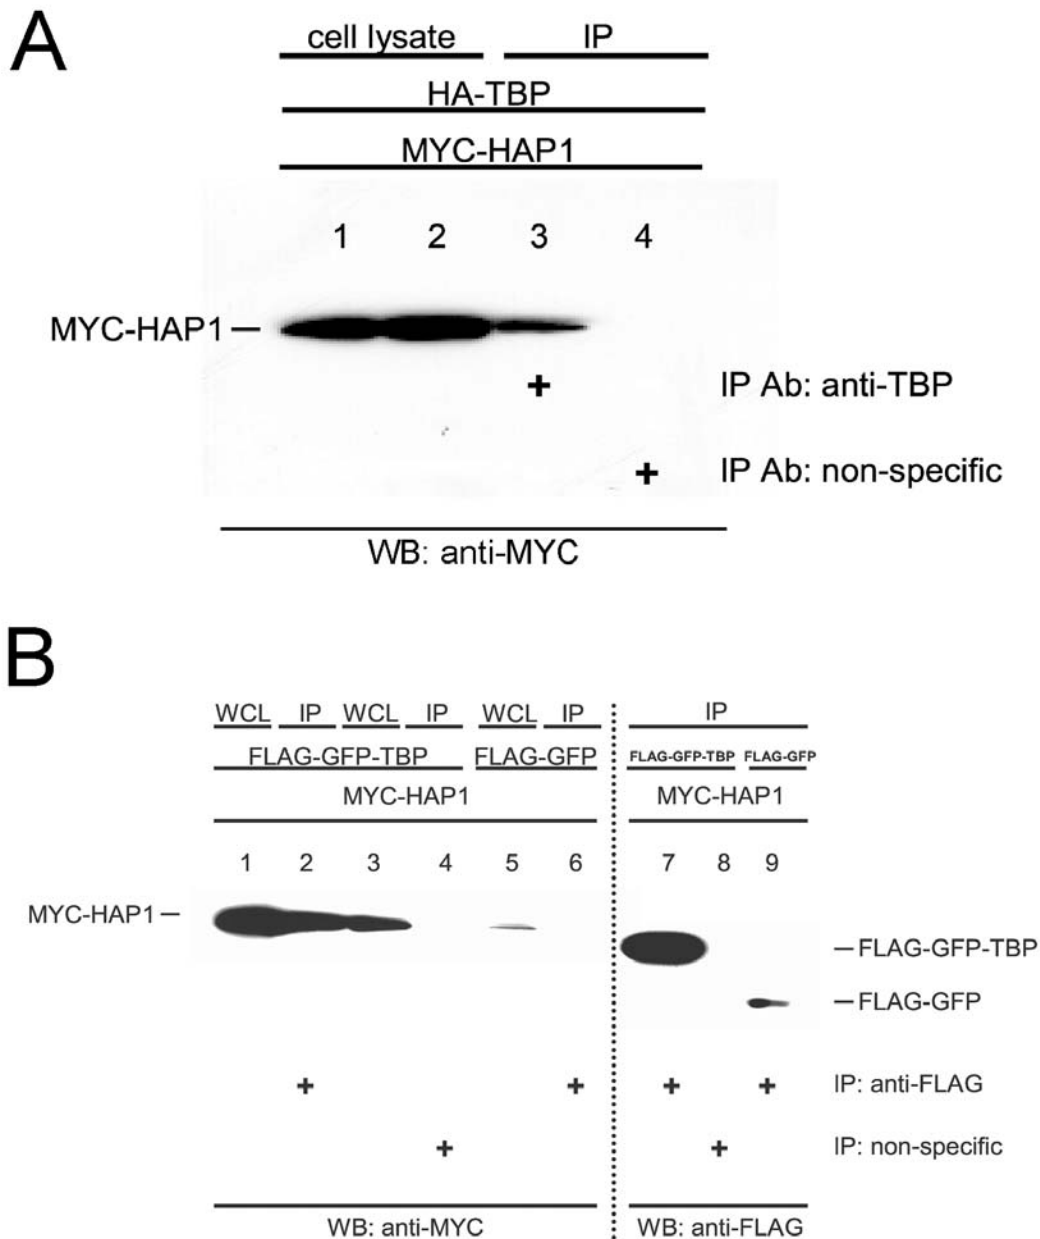 A
cell lysate IP
HA-TBP
MYC-HAP1
1 2 3 4
MYC-HAP1
+ IP Ab: anti-TBP
+ IP Ab: non-specific
WB: anti-MYC
B
WCL IP WCL IP WCL IP IP
FLAG-GFP-TBP FLAG-GFP FLAG-GFP-TBP FLAG-GFP
MYC-HAP1 MYC-HAP1
1 2 3 4 5 6 7 8 9
MYC-HAP1
FLAG-GFP-TBP
FLAG-GFP
+ + + + IP: anti-FLAG
+ + IP: non-specific
WB: anti-MYC WB: anti-FLAG